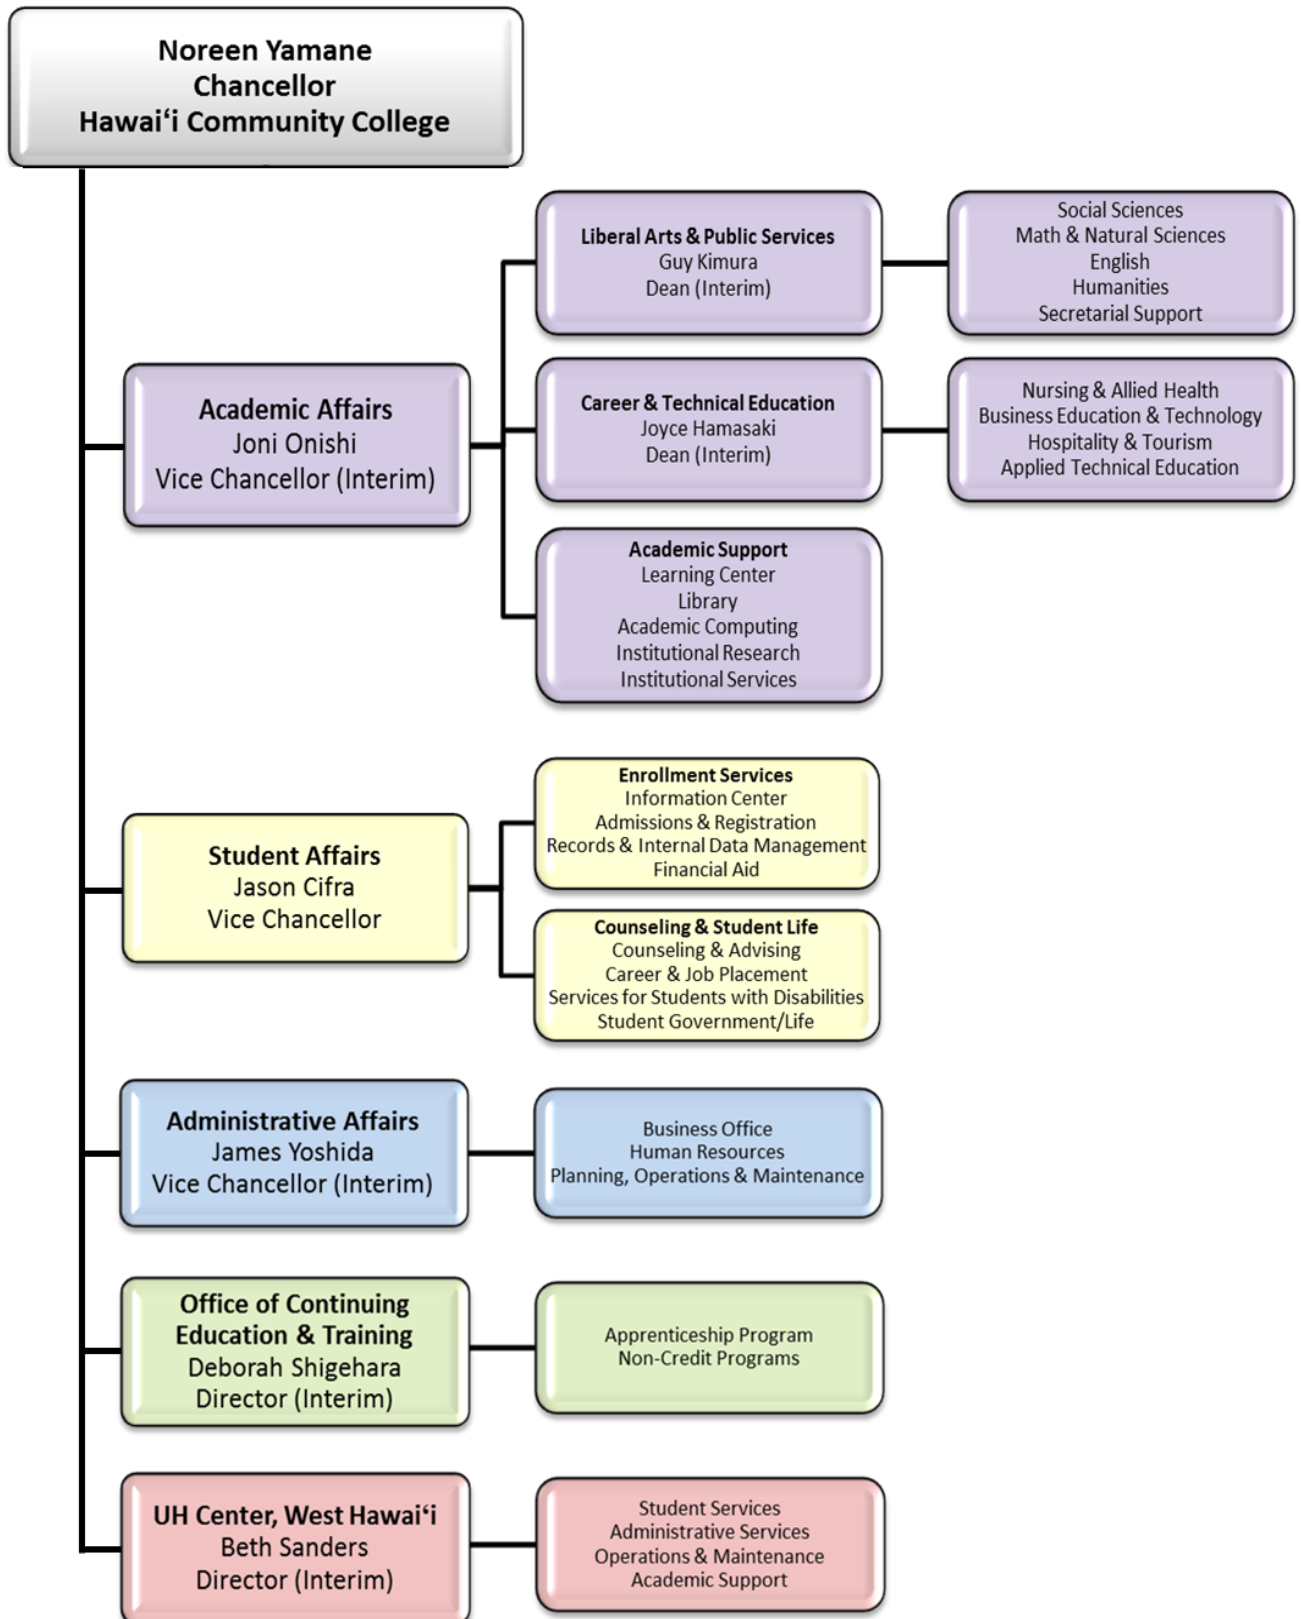 Noreen Yamane
Chancellor
Hawaiʻi Community College
Academic Affairs
Joni Onishi
Vice Chancellor (Interim)
Liberal Arts & Public Services
Guy Kimura
Dean (Interim)
Social Sciences
Math & Natural Sciences
English
Humanities
Secretarial Support
Career & Technical Education
Joyce Hamasaki
Dean (Interim)
Nursing & Allied Health
Business Education & Technology
Hospitality & Tourism
Applied Technical Education
Academic Support
Learning Center
Library
Academic Computing
Institutional Research
Institutional Services
Student Affairs
Jason Cifra
Vice Chancellor
Enrollment Services
Information Center
Admissions & Registration
Records & Internal Data Management
Financial Aid
Counseling & Student Life
Counseling & Advising
Career & Job Placement
Services for Students with Disabilities
Student Government/Life
Administrative Affairs
James Yoshida
Vice Chancellor (Interim)
Business Office
Human Resources
Planning, Operations & Maintenance
Office of Continuing
Education & Training
Deborah Shigehara
Director (Interim)
Apprenticeship Program
Non-Credit Programs
UH Center, West Hawaiʻi
Beth Sanders
Director (Interim)
Student Services
Administrative Services
Operations & Maintenance
Academic Support